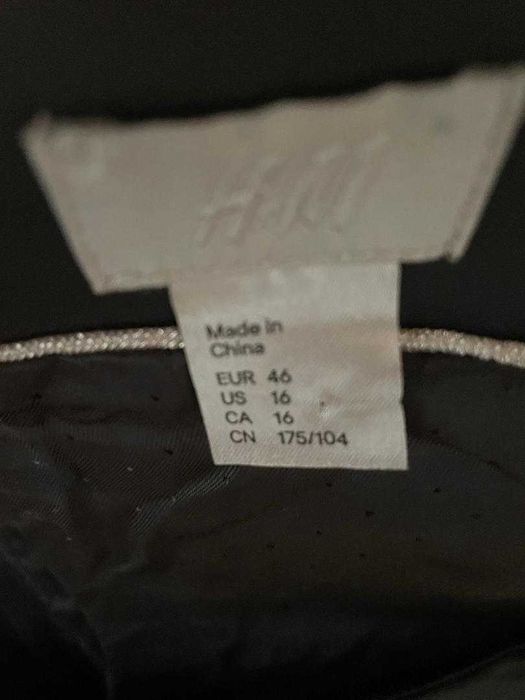 H&M
Made in
China
EUR 46
US 16
CA 16
CN 175/104